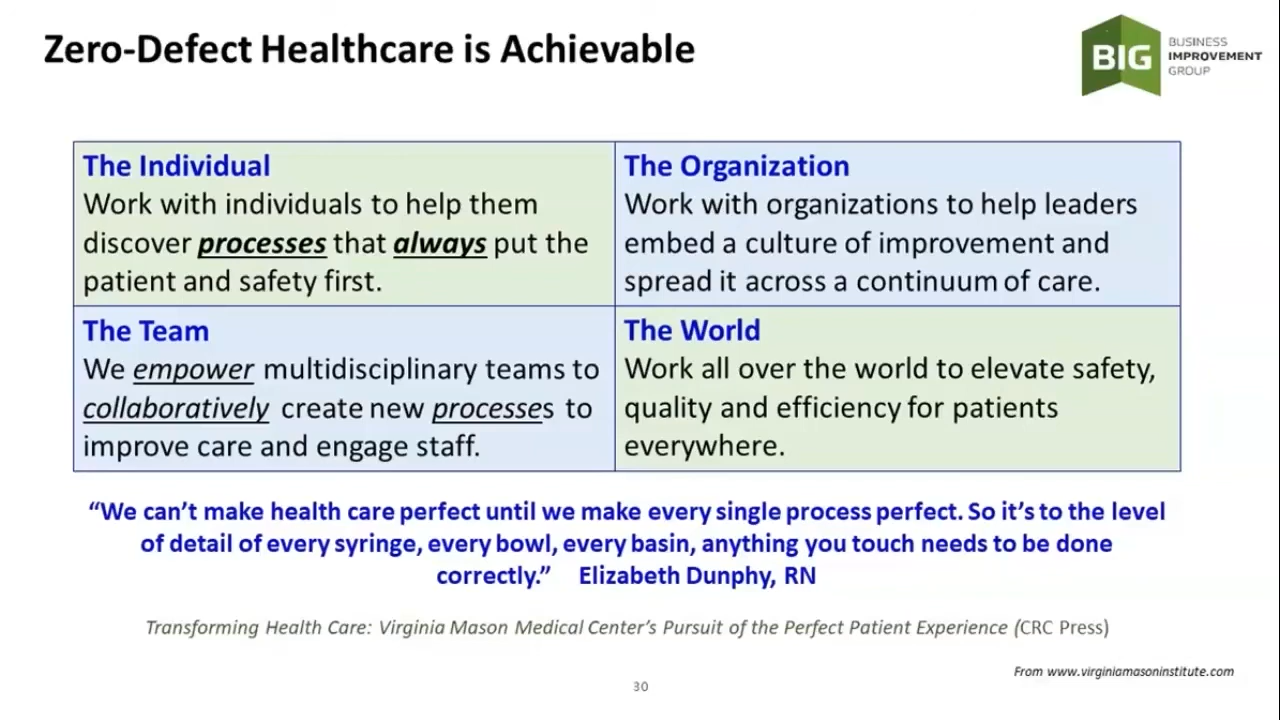 Zero-Defect Healthcare is Achievable
BIG
BUSINESS
IMPROVEMENT
GROUP
The Individual
Work with individuals to help them
discover processes that always put the
patient and safety first.
The Organization
Work with organizations to help leaders
embed a culture of improvement and
spread it across a continuum of care.
The Team
We empower multidisciplinary teams to
collaboratively create new processes to
improve care and engage staff.
The World
Work all over the world to elevate safety,
quality and efficiency for patients
everywhere.
“We can’t make health care perfect until we make every single process perfect. So it’s to the level
of detail of every syringe, every bowl, every basin, anything you touch needs to be done
correctly.” Elizabeth Dunphy, RN
Transforming Health Care: Virginia Mason Medical Center’s Pursuit of the Perfect Patient Experience (CRC Press)
From www.virginiamasoninstitute.com
30